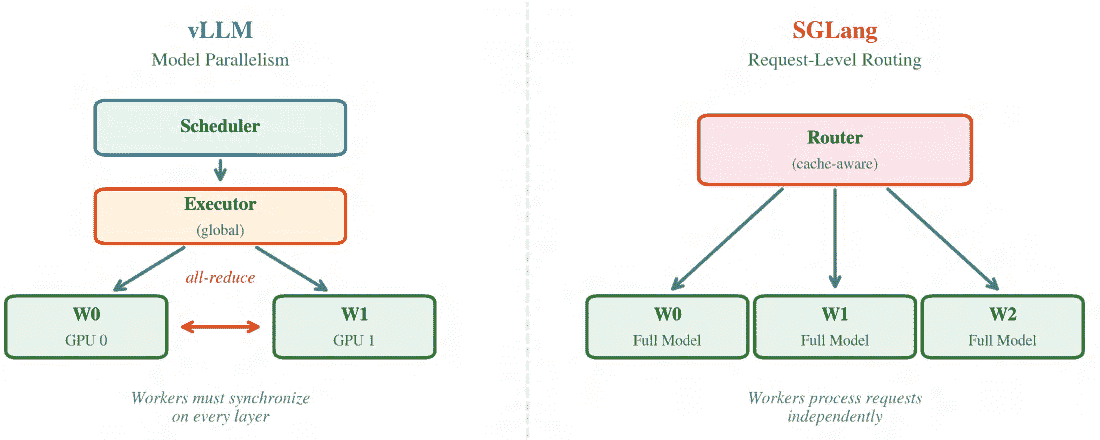 vLLM
Model Parallelism
Scheduler
Executor
(global)
all-reduce
W0
GPU 0
W1
GPU 1
Workers must synchronize
on every layer
SGLang
Request-Level Routing
Router
(cache-aware)
W0
Full Model
W1
Full Model
W2
Full Model
Workers process requests
independently